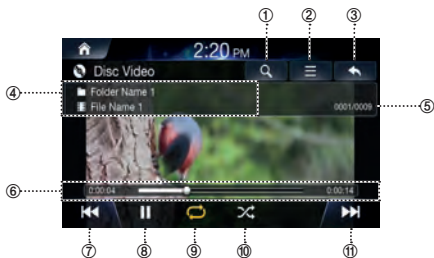 ① ② ③
2:20 PM
Disc Video
④ Folder Name 1
File Name 1
0001/0009 ⑤
⑥ 0:00:04 0:00:14
⑦ ⑧ ⑨ ⑩ ⑪